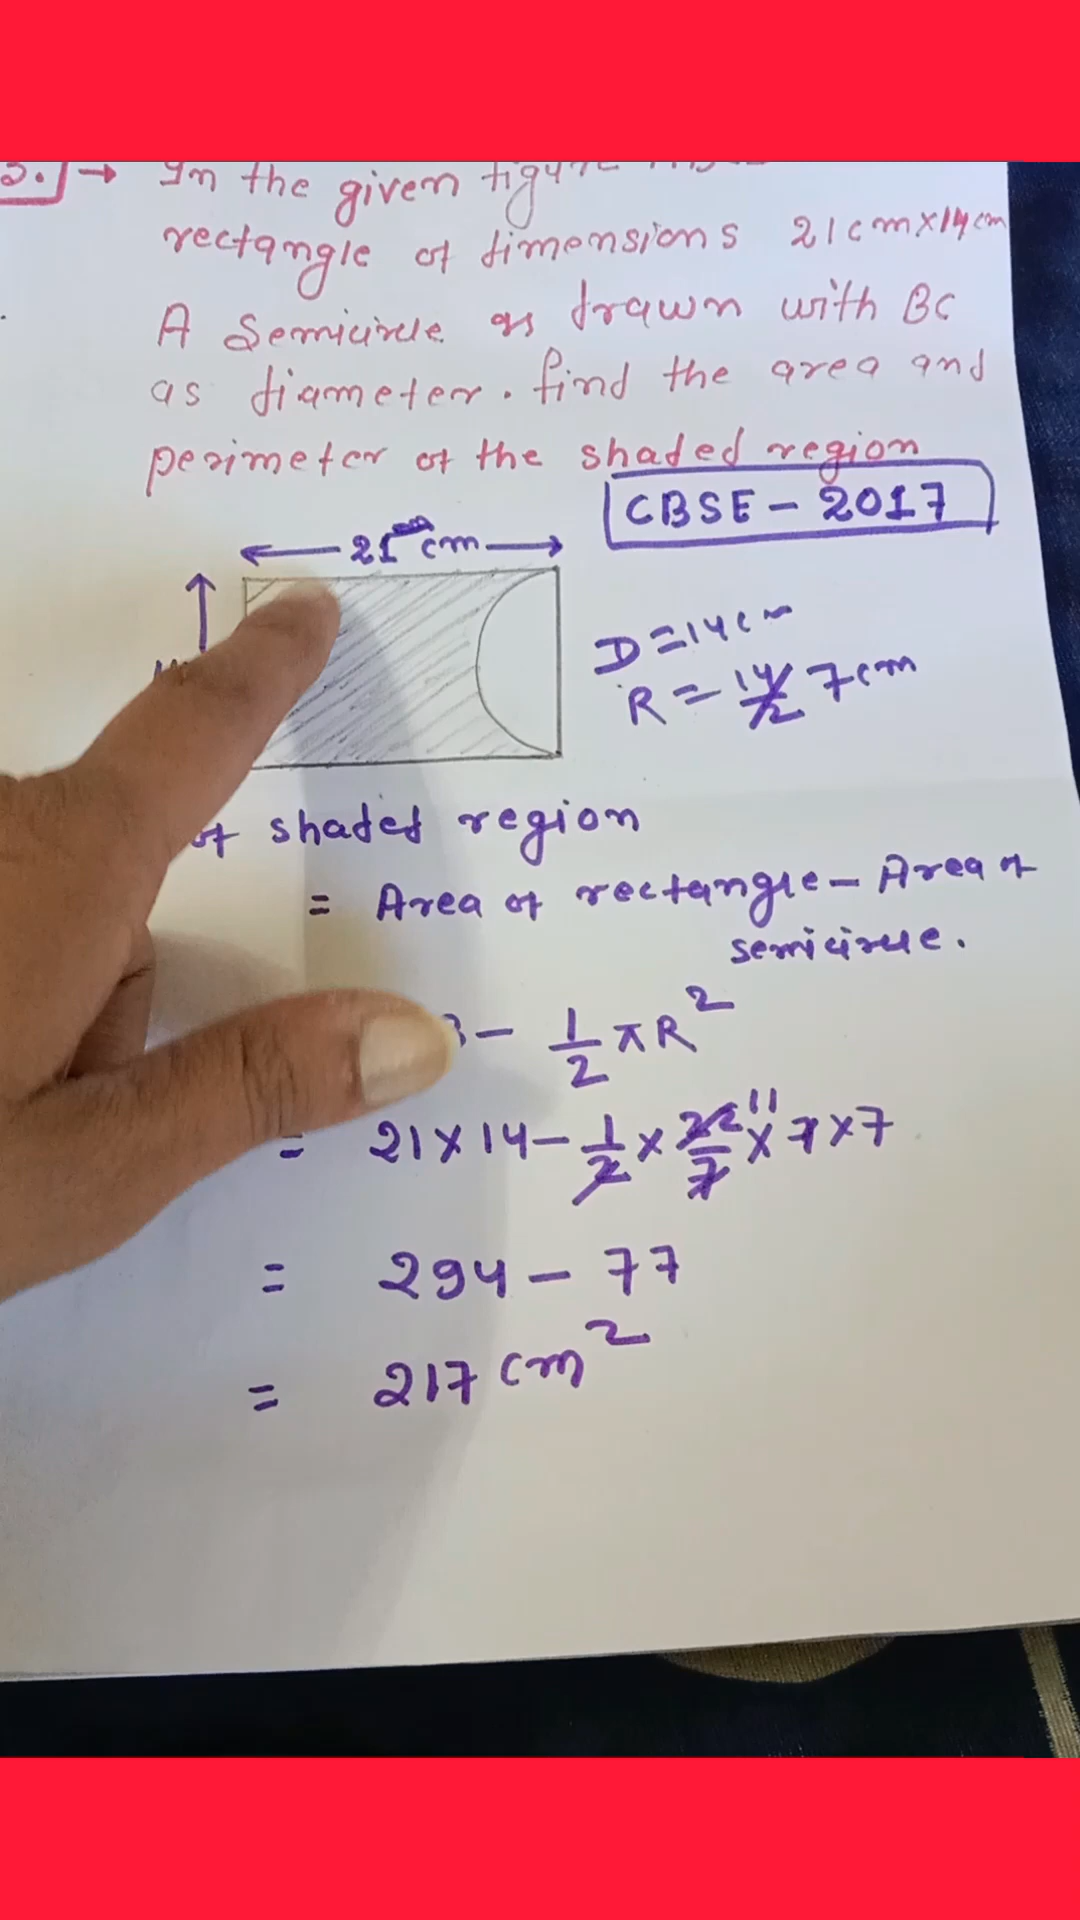 → In the given
rectangle of dimensions 21cm×14cm
A semicircle is drawn with BC
as diameter. find the area and
perimeter of the shaded region
CBSE - 2017
21 cm
D = 14cm
R = 14/2 7cm
of shaded region
= Area of rectangle - Area of
semicircle.
- 1/2 πR²
= 21 × 14 - 1/2 × 22/7 11 × 7 × 7
= 294 - 77
= 217 cm²